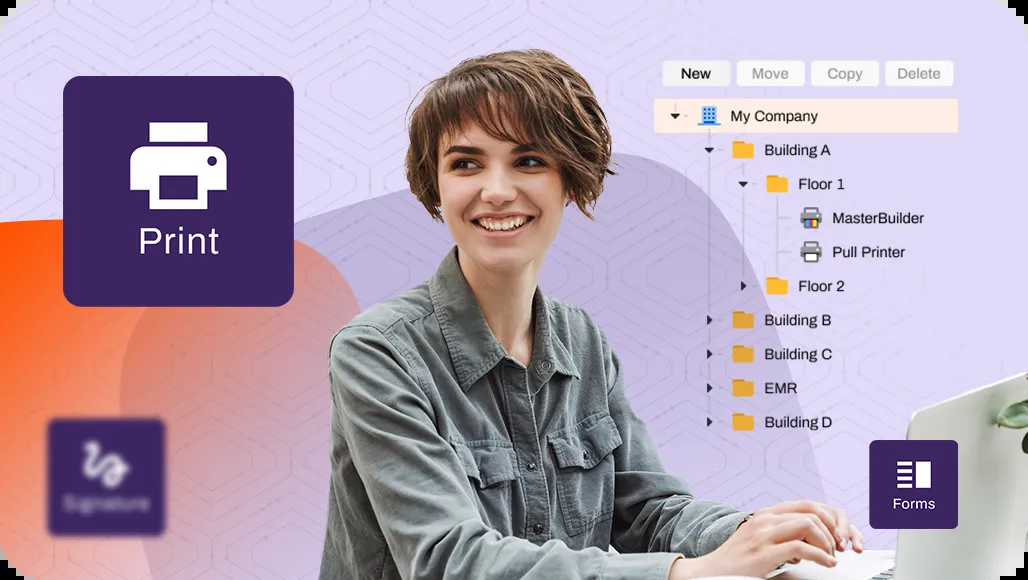 New
Move
Copy
Delete
My Company
Building A
Floor 1
MasterBuilder
Pull Printer
Floor 2
Building B
Building C
EMR
Building D
Print
Signature
Forms